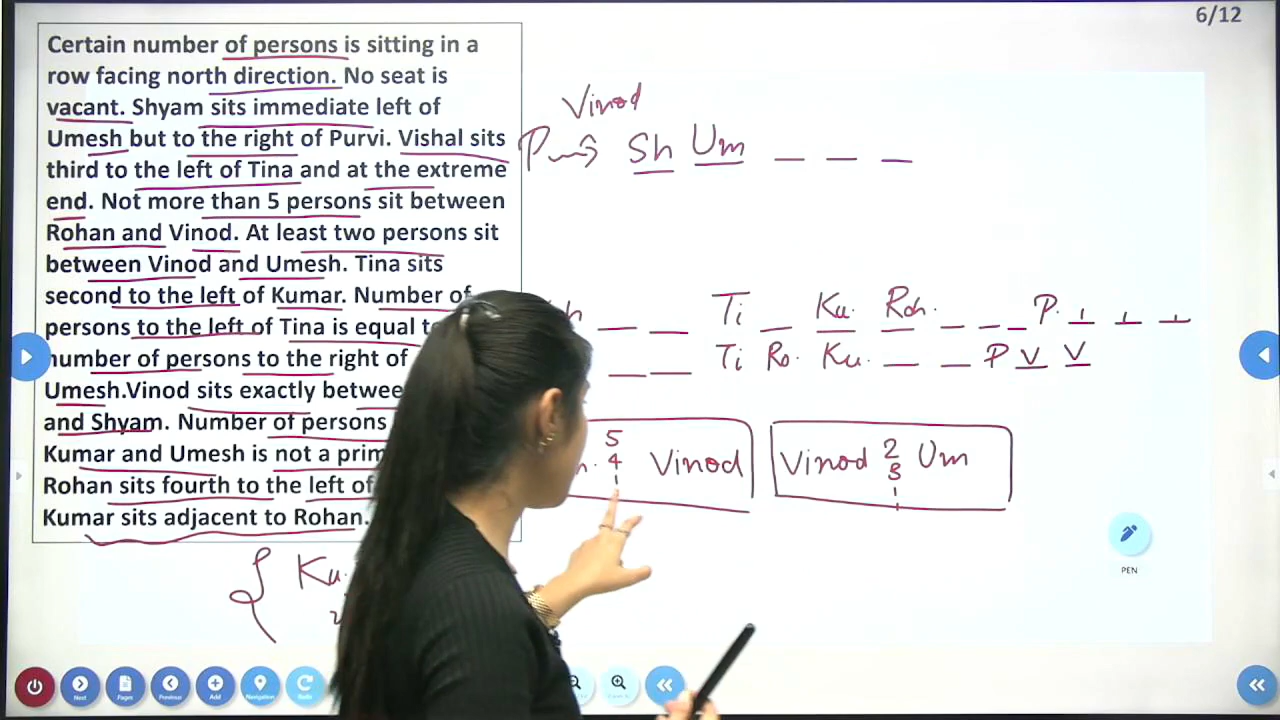 6/12
Certain number of persons is sitting in a
row facing north direction. No seat is
vacant. Shyam sits immediate left of
Umesh but to the right of Purvi. Vishal sits
third to the left of Tina and at the extreme
end. Not more than 5 persons sit between
Rohan and Vinod. At least two persons sit
between Vinod and Umesh. Tina sits
second to the left of Kumar. Number of
persons to the left of Tina is equal
number of persons to the right of
Umesh.Vinod sits exactly
and Shyam. Number of persons
Kumar and Umesh is not a
Rohan sits fourth to the left of
Kumar sits adjacent to Rohan.
Vinod
Sh Um _ _ _
_ _ Ti _ Ku. Roh. _ _ _ P. _ _ _
_ _ Ti Ro. Ku. _ _ P V V
5
4 Vinod
Vinod 2 Um
3
Ku.
PEN
Next
Pages
Previous
Add
Navigation